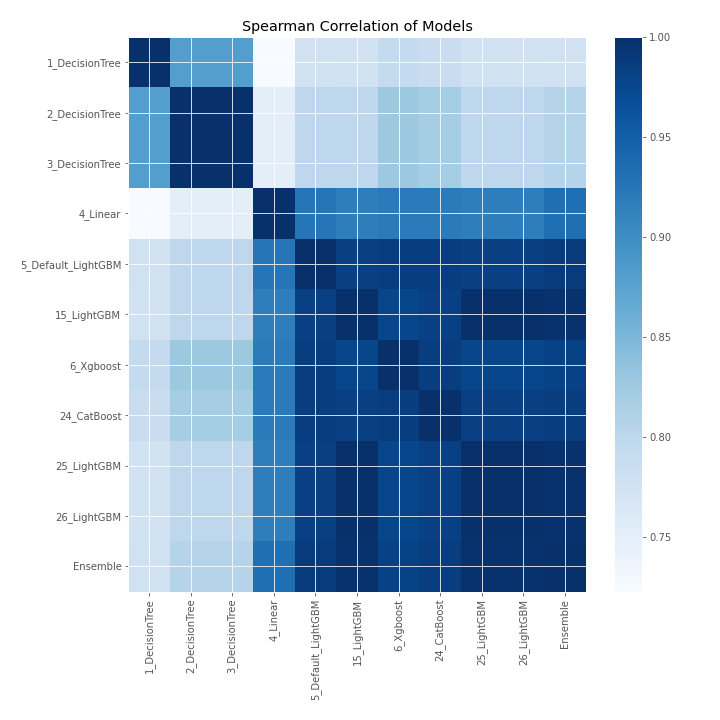 Spearman Correlation of Models
1_DecisionTree
2_DecisionTree
3_DecisionTree
4_Linear
5_Default_LightGBM
15_LightGBM
6_Xgboost
24_CatBoost
25_LightGBM
26_LightGBM
Ensemble
1_DecisionTree
2_DecisionTree
3_DecisionTree
4_Linear
5_Default_LightGBM
15_LightGBM
6_Xgboost
24_CatBoost
25_LightGBM
26_LightGBM
Ensemble
1.00
0.95
0.90
0.85
0.80
0.75